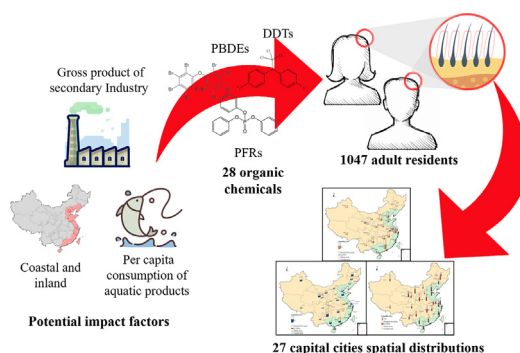 Gross product of
secondary Industry
PBDEs
DDTs
PFRs
28 organic
chemicals
1047 adult residents
Coastal and
inland
Per capita
consumption of
aquatic products
Potential impact factors
27 capital cities spatial distributions